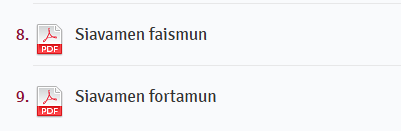 8. PDF Siavamen faismun
9. PDF Siavamen fortamun